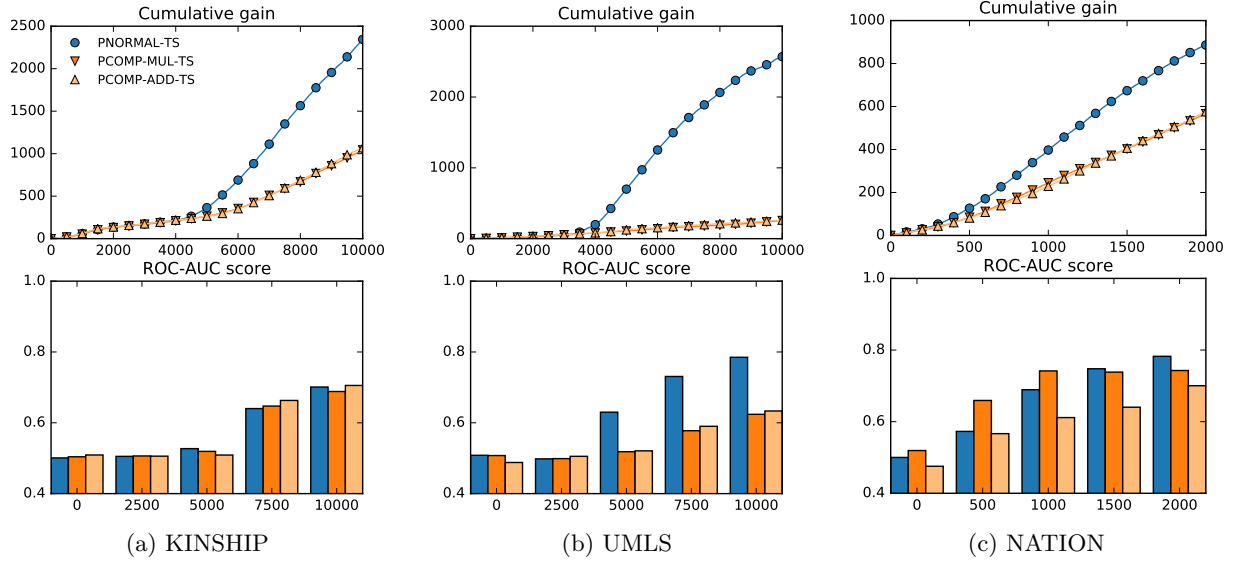 Cumulative gain
2500
2000
1500
1000
500
0
0 2000 4000 6000 8000 10000
PNORMAL-TS
PCOMP-MUL-TS
PCOMP-ADD-TS
ROC-AUC score
1.0
0.8
0.6
0.4
0 2500 5000 7500 10000
(a) KINSHIP
Cumulative gain
3000
2000
1000
0
0 2000 4000 6000 8000 10000
ROC-AUC score
1.0
0.8
0.6
0.4
0 2500 5000 7500 10000
(b) UMLS
Cumulative gain
1000
800
600
400
200
0
0 500 1000 1500 2000
ROC-AUC score
1.0
0.8
0.6
0.4
0 500 1000 1500 2000
(c) NATION